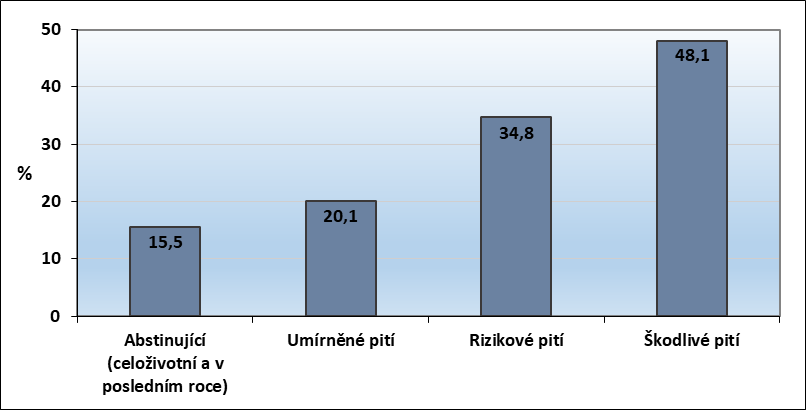 50
40
30
20
10
0
%
15,5
20,1
34,8
48,1
Abstinující
(celoživotní a v
posledním roce)
Umírněné pití
Rizikové pití
Škodlivé pití